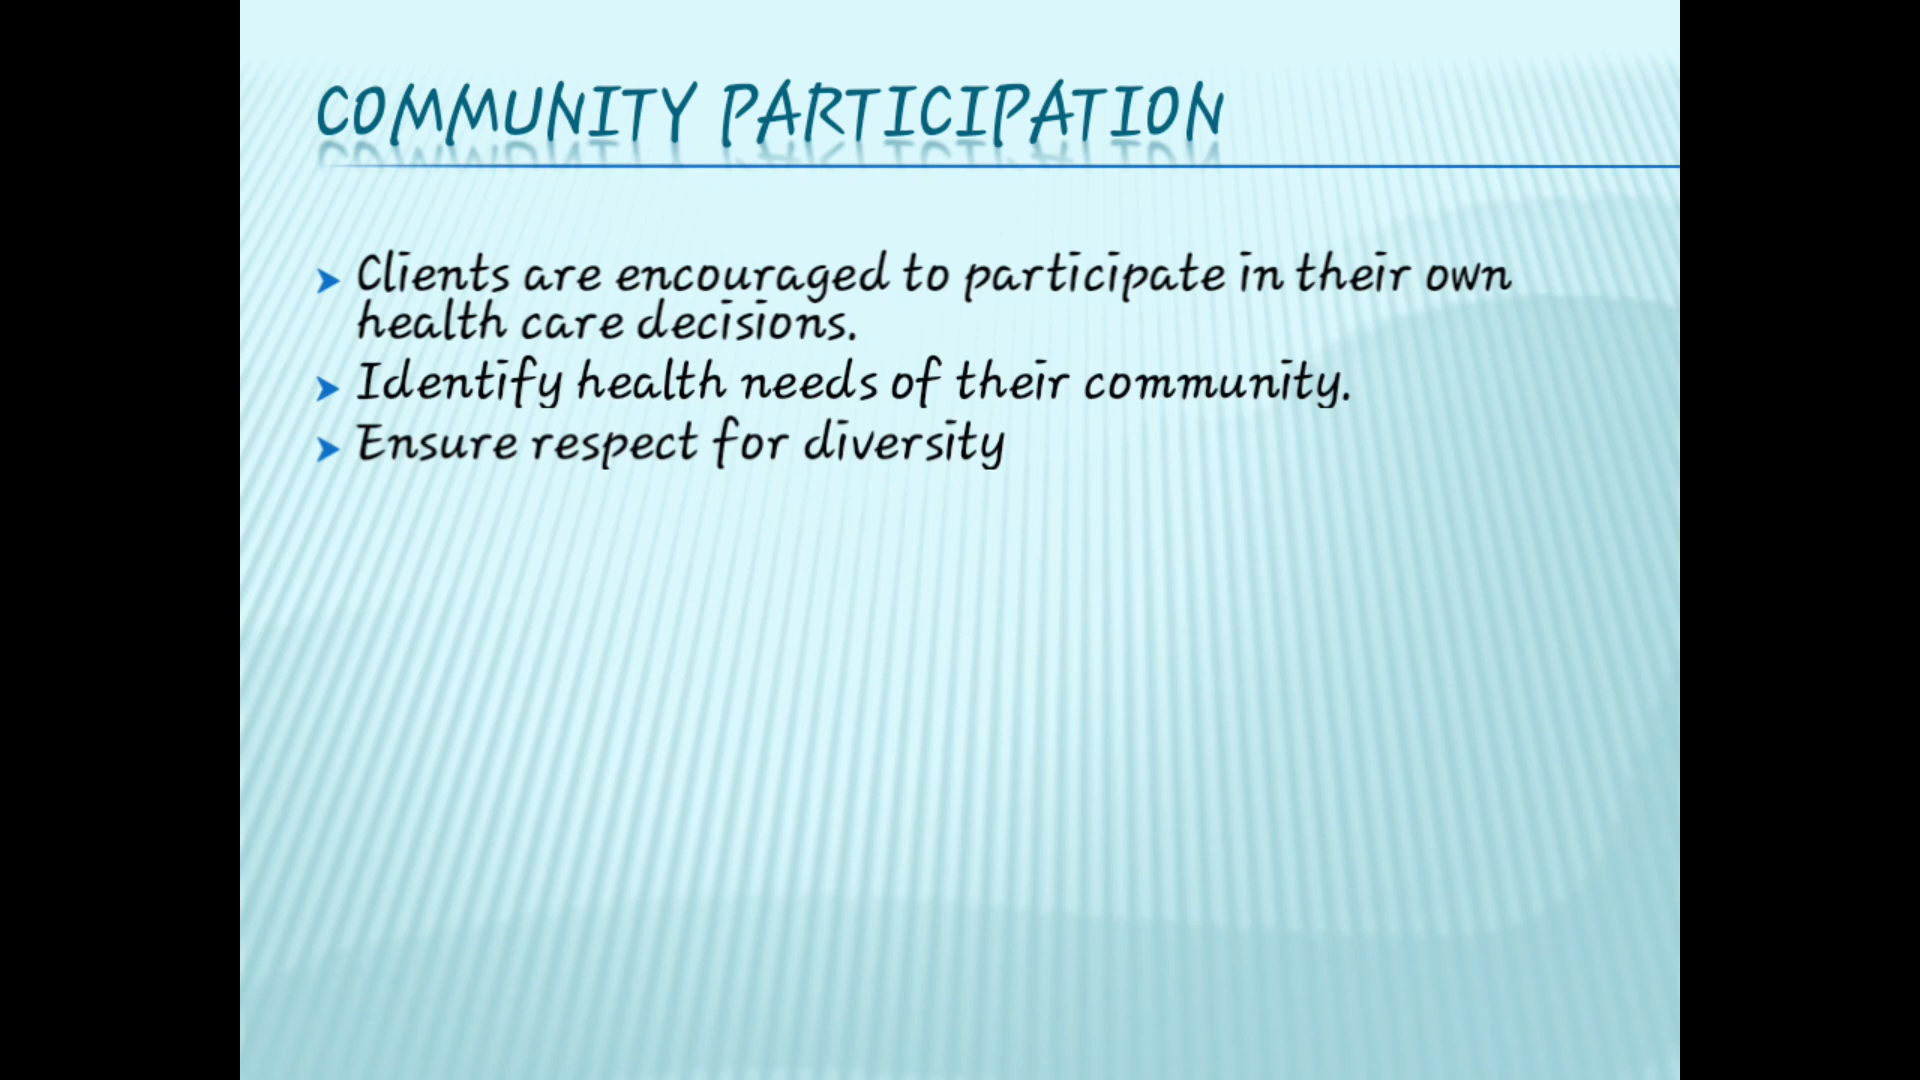 COMMUNITY PARTICIPATION
Clients are encouraged to participate in their own
health care decisions.
Identify health needs of their community.
Ensure respect for diversity